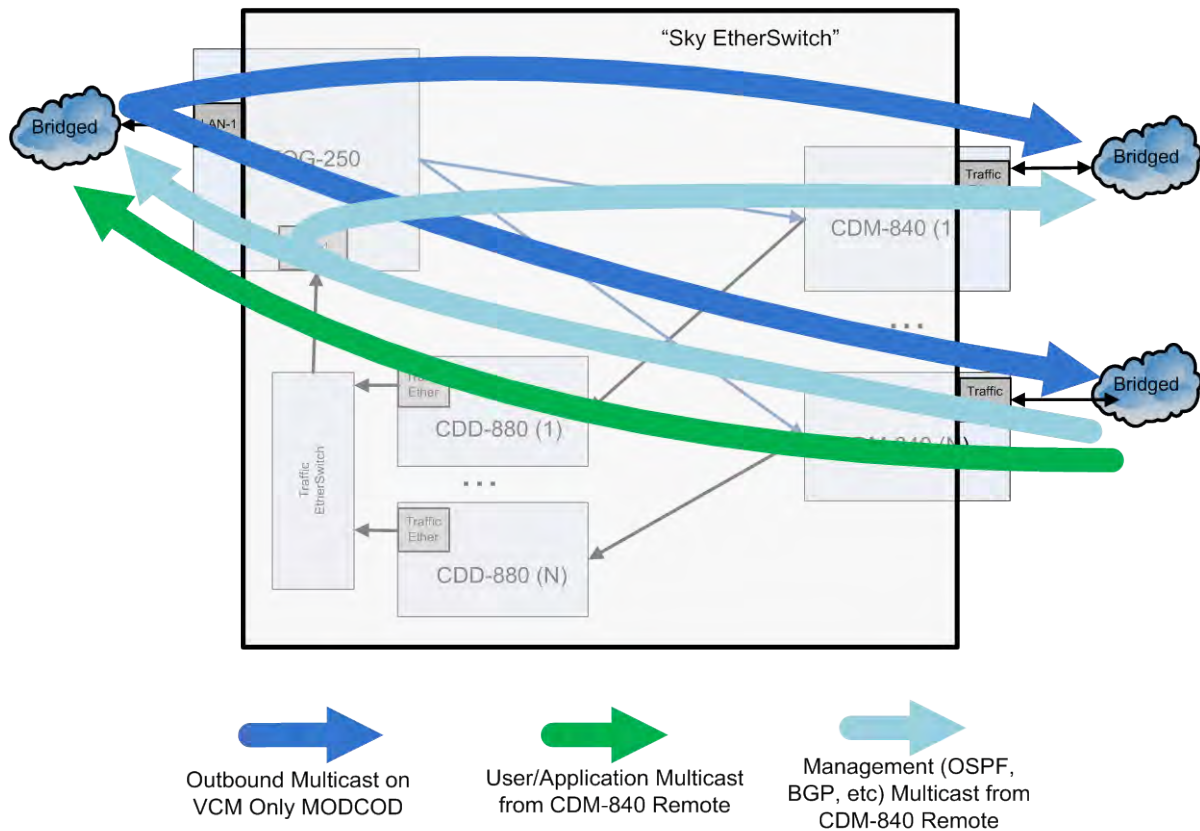 “Sky EtherSwitch”
Bridged
LAN-1
Bridged
Traffic
CDM-840 (1)
...
Bridged
Traffic
Traffic
Ether
CDD-880 (1)
Traffic
EtherSwitch
...
Traffic
Ether
CDD-880 (N)
Outbound Multicast on
VCM Only MODCOD
User/Application Multicast
from CDM-840 Remote
Management (OSPF,
BGP, etc) Multicast from
CDM-840 Remote